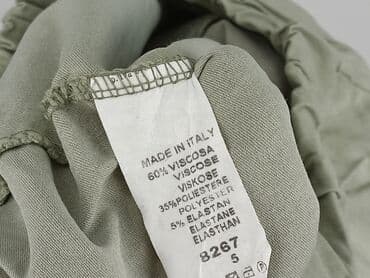 MADE IN ITALY
60% VISCOSA
VISCOSE
VISKOSE
35% POLIESTERE
POLYESTER
5% ELASTAN
ELASTANE
ELASTHAN
8267
5